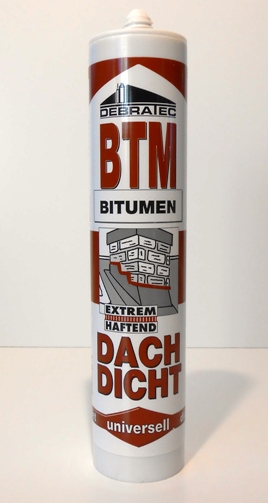 DEBRATEC
BTM
BITUMEN
EXTREM
HAFTEND
DACH
DICHT
universell